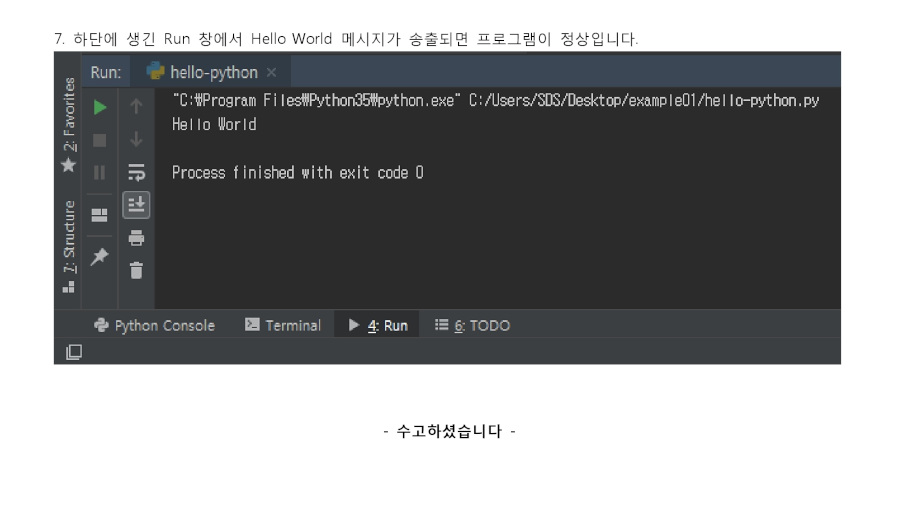 7. 하단에 생긴 Run 창에서 Hello World 메시지가 송출되면 프로그램이 정상입니다.
Run: hello-python ×
"C:₩Program Files₩Python35₩python.exe" C:/Users/SDS/Desktop/example01/hello-python.py
Hello World
Process finished with exit code 0
2: Favorites
7: Structure
Python Console Terminal 4: Run 6: TODO
- 수고하셨습니다 -